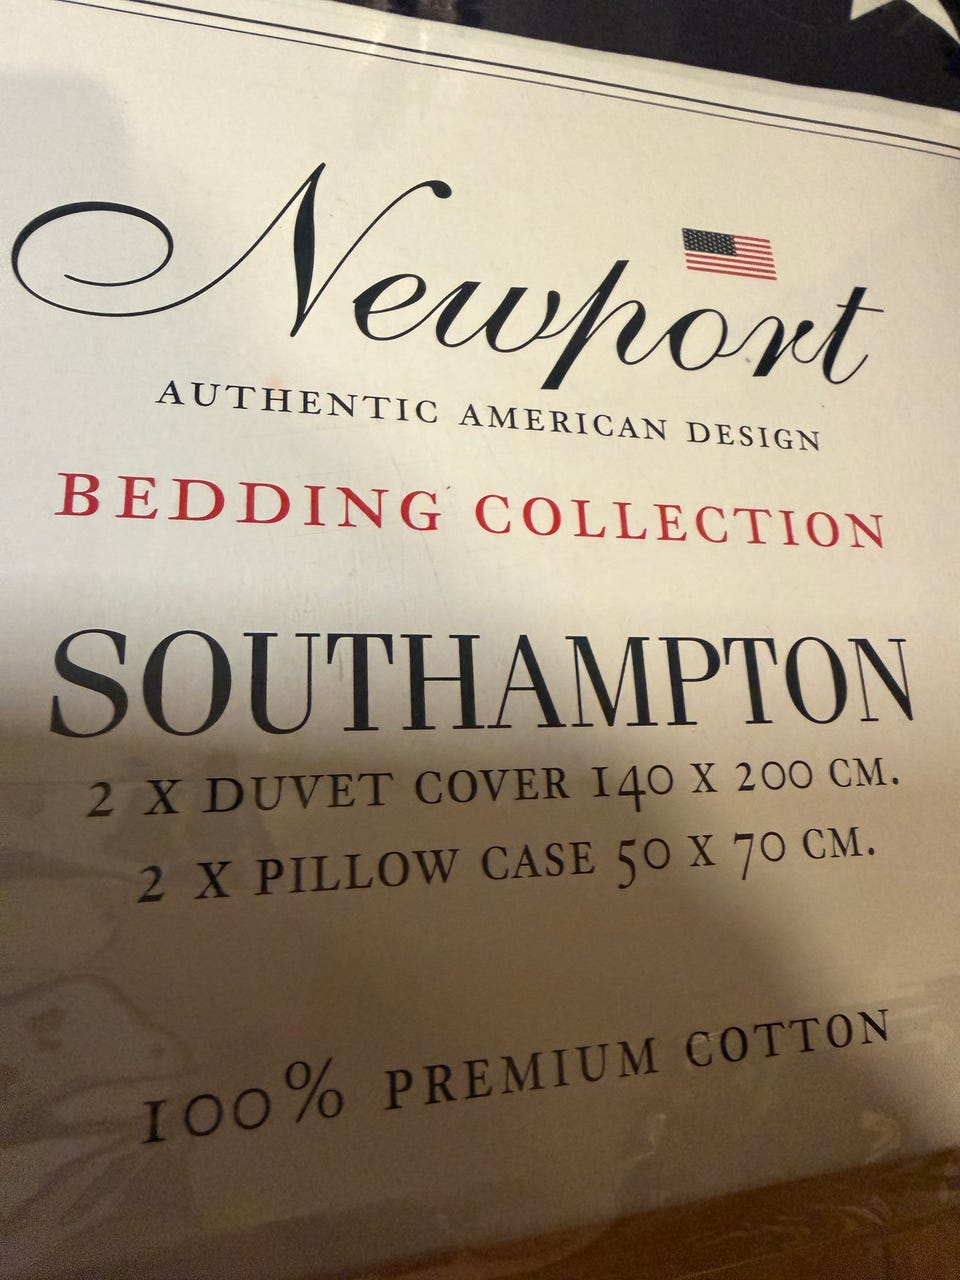 Newport
AUTHENTIC AMERICAN DESIGN
BEDDING COLLECTION
SOUTHAMPTON
2 X DUVET COVER 140 X 200 CM.
2 X PILLOW CASE 50 X 70 CM.
100% PREMIUM COTTON